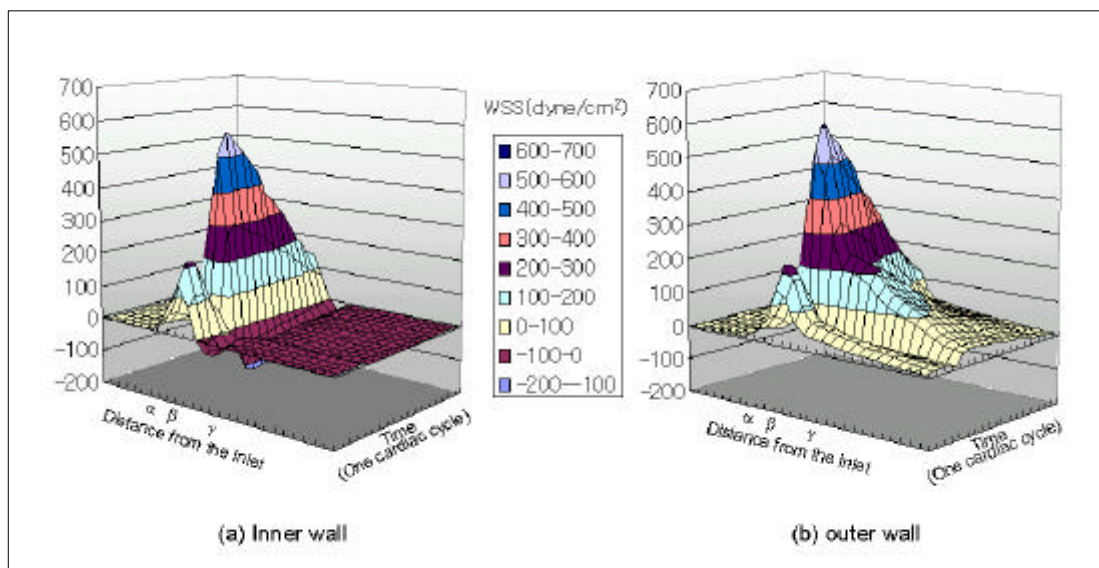 700
600
500
400
300
200
100
0
-100
-200
α β γ
Distance from the Inlet
Time
(One cardiac cycle)
(a) Inner wall
WSS(dyne/cm²)
600-700
500-600
400-500
300-400
200-300
100-200
0-100
-100-0
-200--100
700
600
500
400
300
200
100
0
-100
-200
α β γ
Distance from the Inlet
Time
(One cardiac cycle)
(b) outer wall